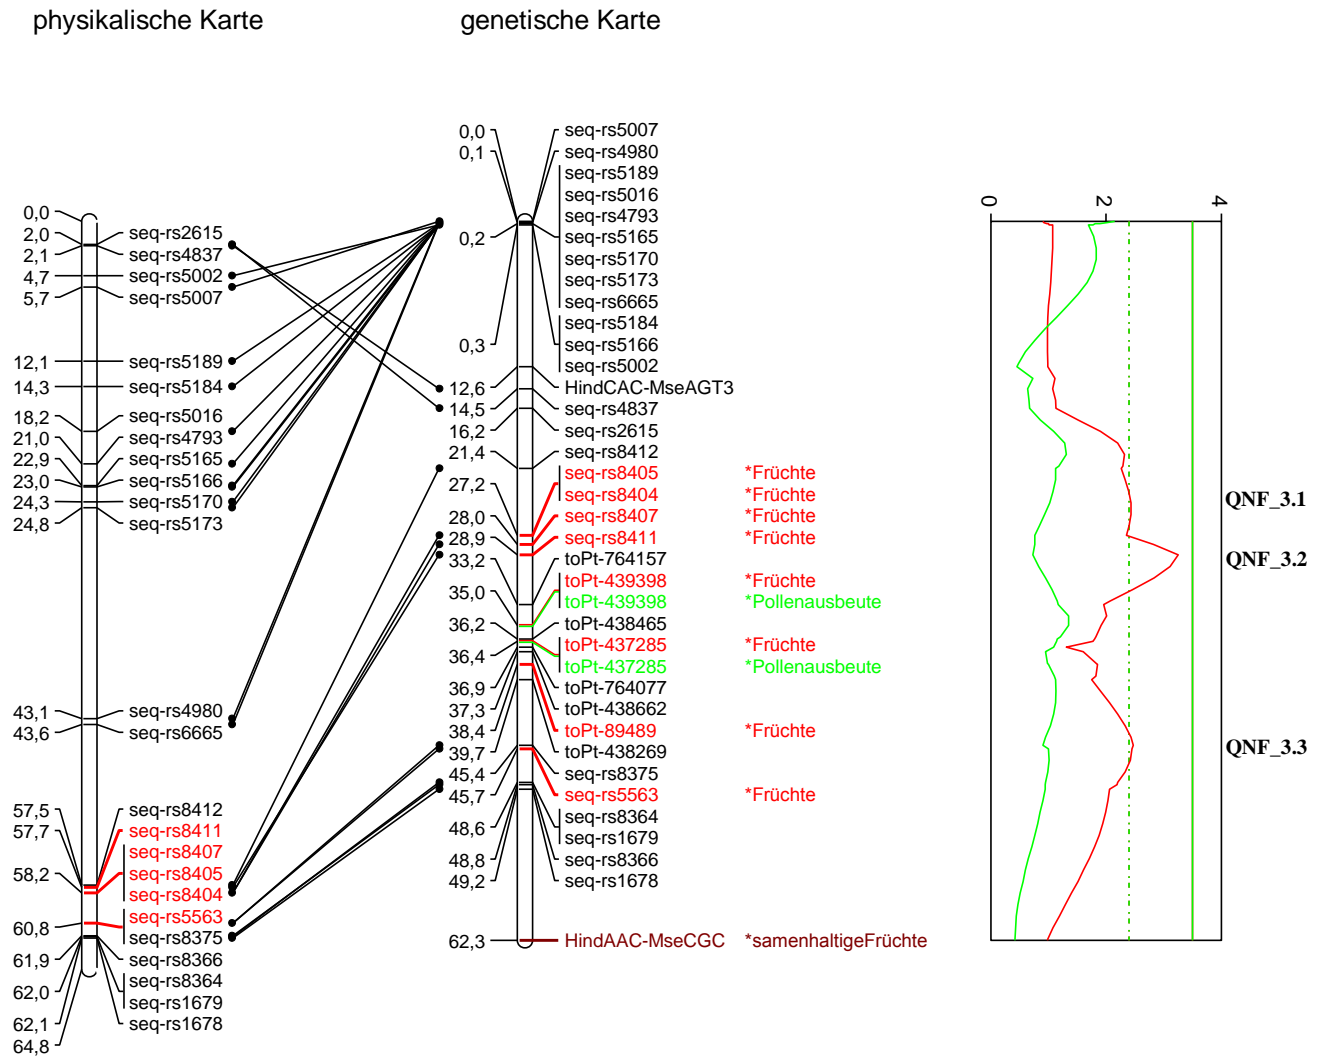 physikalische Karte
genetische Karte
0,0
2,0
2,1
4,7
5,7
12,1
14,3
18,2
21,0
22,9
23,0
24,3
24,8
43,1
43,6
57,5
57,7
58,2
60,8
61,9
62,0
62,1
64,8
seq-rs2615
seq-rs4837
seq-rs5002
seq-rs5007
seq-rs5189
seq-rs5184
seq-rs5016
seq-rs4793
seq-rs5165
seq-rs5166
seq-rs5170
seq-rs5173
seq-rs4980
seq-rs6665
seq-rs8412
seq-rs8411
seq-rs8407
seq-rs8405
seq-rs8404
seq-rs5563
seq-rs8375
seq-rs8366
seq-rs8364
seq-rs1679
seq-rs1678
0,0
0,1
0,2
0,3
12,6
14,5
16,2
21,4
27,2
28,0
28,9
33,2
35,0
36,2
36,4
36,9
37,3
38,4
39,7
45,4
45,7
48,6
48,8
49,2
62,3
seq-rs5007
seq-rs4980
seq-rs5189
seq-rs5016
seq-rs4793
seq-rs5165
seq-rs5170
seq-rs5173
seq-rs6665
seq-rs5184
seq-rs5166
seq-rs5002
HindCAC-MseAGT3
seq-rs4837
seq-rs2615
seq-rs8412
seq-rs8405 *Früchte
seq-rs8404 *Früchte
seq-rs8407 *Früchte
seq-rs8411 *Früchte
toPt-764157
toPt-439398 *Früchte
toPt-439398 *Pollenausbeute
toPt-438465
toPt-437285 *Früchte
toPt-437285 *Pollenausbeute
toPt-764077
toPt-438662
toPt-89489 *Früchte
toPt-438269
seq-rs8375
seq-rs5563 *Früchte
seq-rs8364
seq-rs1679
seq-rs8366
seq-rs1678
HindAAC-MseCGC *samenhaltigeFrüchte
0
2
4
QNF_3.1
QNF_3.2
QNF_3.3